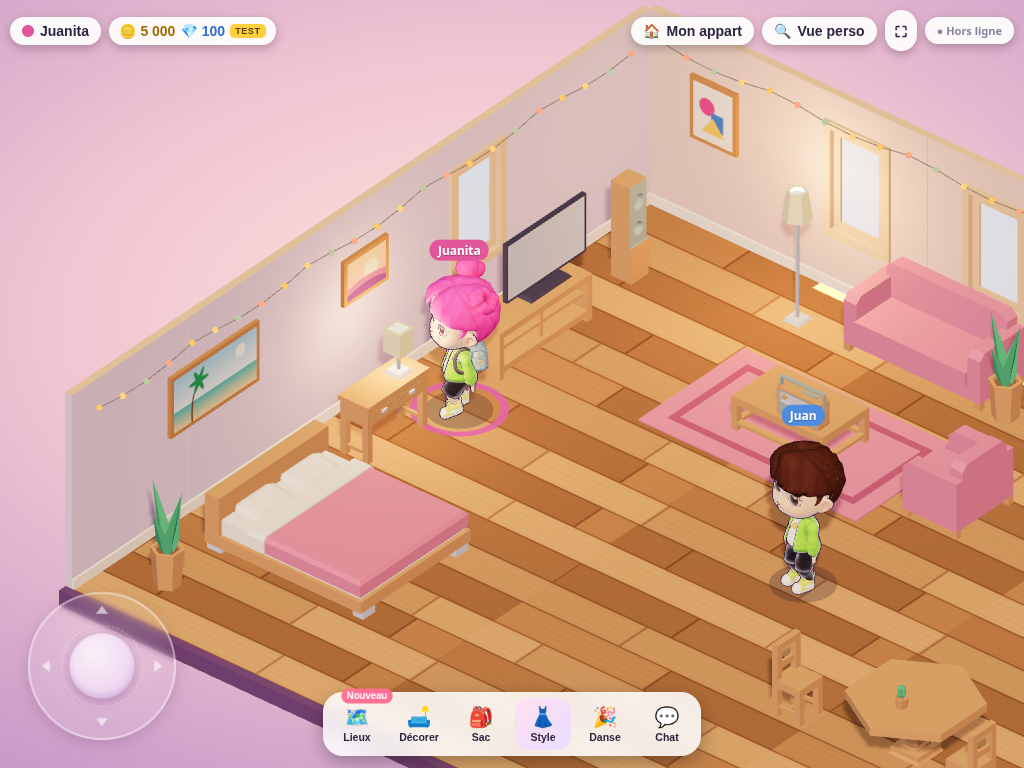 Juanita
5 000
100
TEST
Mon appart
Vue perso
Hors ligne
Juanita
Juan
Nouveau
Lieux
Décorer
Sac
Style
Danse
Chat